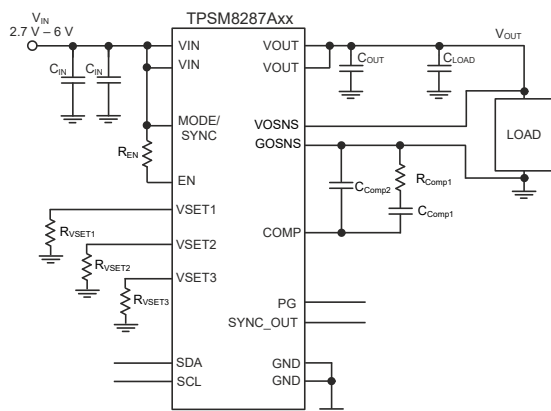 TPSM8287Axx
VIN
2.7 V – 6 V
CIN
CIN
VIN
VIN
MODE/
SYNC
REN
EN
VSET1
RVSET1
VSET2
RVSET2
VSET3
RVSET3
SDA
SCL
VOUT
VOUT
COUT
CLOAD
VOUT
VOSNS
GOSNS
LOAD
RComp1
CComp2
CComp1
COMP
PG
SYNC_OUT
GND
GND